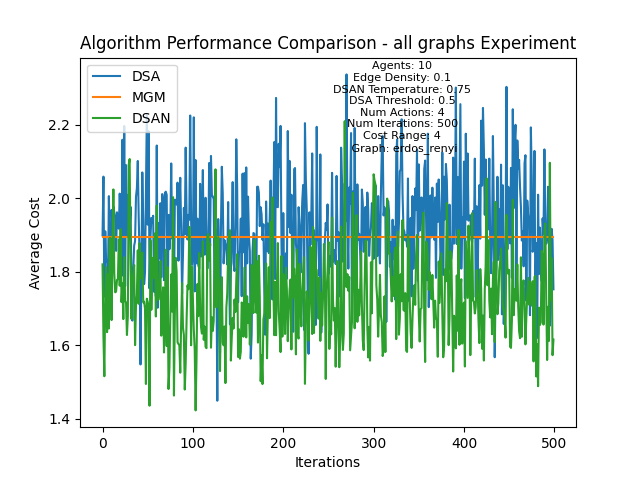 Algorithm Performance Comparison - all graphs Experiment
DSA
MGM
DSAN
Agents: 10
Edge Density: 0.1
DSAN Temperature: 0.75
DSA Threshold: 0.5
Num Actions: 4
Num Iterations: 500
Cost Range: 4
Graph: erdos_renyi
Average Cost
2.2
2.0
1.8
1.6
1.4
0
100
200
300
400
500
Iterations